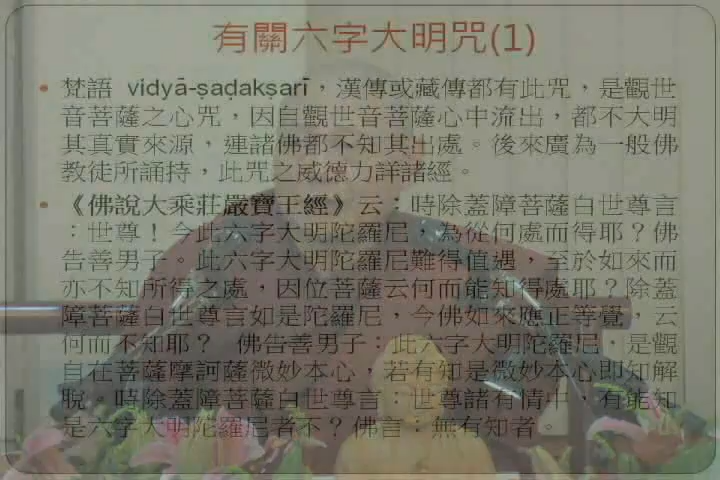 有關六字大明咒(1)
• 梵語 vidyā-ṣaḍakṣarī，漢傳或藏傳都有此咒，是觀世
音菩薩之心咒，因自觀世音菩薩心中流出，都不大明
其真實來源，連諸佛都不知其出處。後來廣為一般佛
教徒所誦持，此咒之威德力詳諸經。
• 《佛說大乘莊嚴寶王經》云：時除蓋障菩薩白世尊言
：世尊！今此六字大明陀羅尼，為從何處而得耶？佛
告善男子。此六字大明陀羅尼難得值遇，至於如來而
亦不知所得之處，因位菩薩云何而能知得處耶？除蓋
障菩薩白世尊言如是陀羅尼，今佛如來應正等覺，云
何而不知耶？ 佛告善男子：此六字大明陀羅尼，是觀
自在菩薩摩訶薩微妙本心，若有知是微妙本心即知解
脫。時除蓋障菩薩白世尊言：世尊諸有情中，有能知
是六字大明陀羅尼者不？佛言：無有知者。